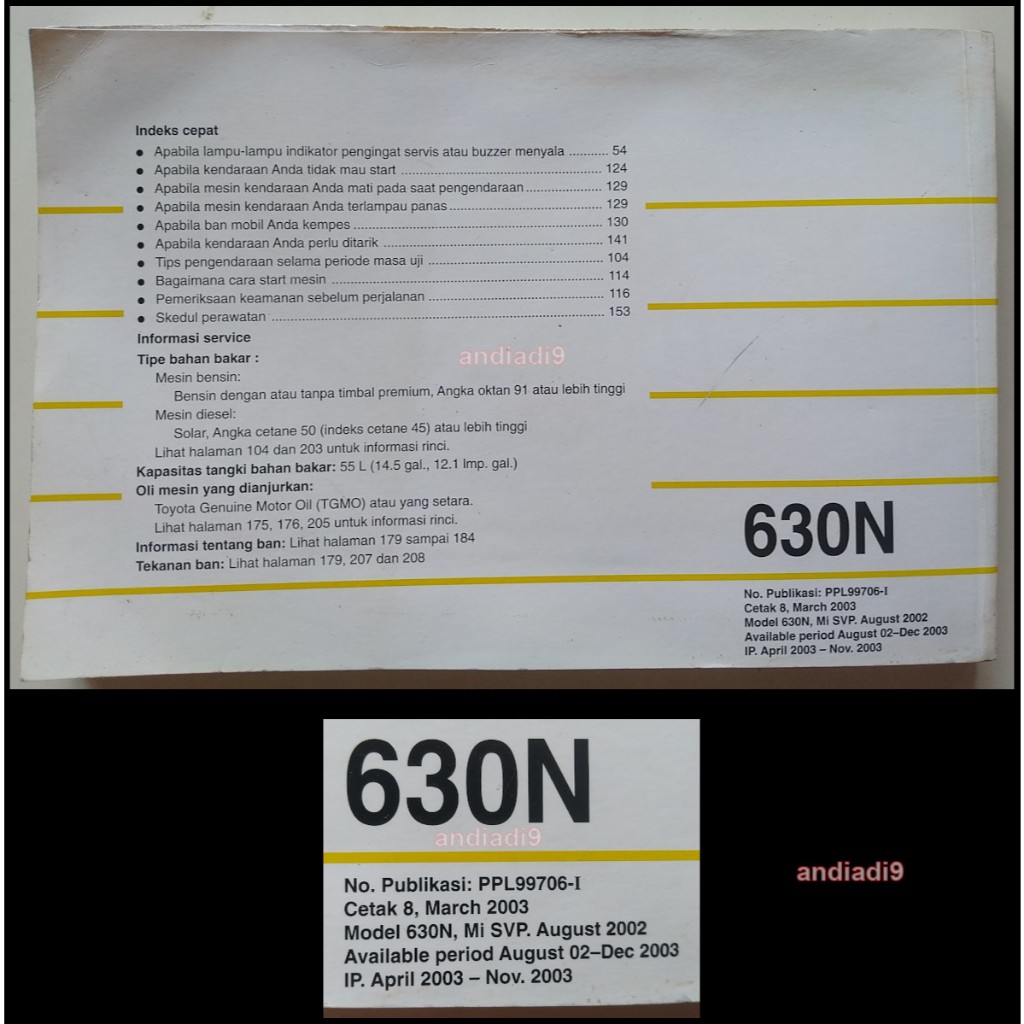 Indeks cepat
● Apabila lampu-lampu indikator pengingat servis atau buzzer menyala ........... 54
● Apabila kendaraan Anda tidak mau start ........................................................ 124
● Apabila mesin kendaraan Anda mati pada saat pengendaraan ..................... 129
● Apabila mesin kendaraan Anda terlampau panas .......................................... 129
● Apabila ban mobil Anda kempes ..................................................................... 130
● Apabila kendaraan Anda perlu ditarik ............................................................. 141
● Tips pengendaraan selama periode masa uji ................................................. 104
● Bagaimana cara start mesin ............................................................................ 114
● Pemeriksaan keamanan sebelum perjalanan ................................................. 116
● Skedul perawatan ............................................................................................ 153
Informasi service
Tipe bahan bakar :
andiadi9
Mesin bensin:
Bensin dengan atau tanpa timbal premium, Angka oktan 91 atau lebih tinggi
Mesin diesel:
Solar, Angka cetane 50 (indeks cetane 45) atau lebih tinggi
Lihat halaman 104 dan 203 untuk informasi rinci.
Kapasitas tangki bahan bakar: 55 L (14.5 gal., 12.1 Imp. gal.)
Oli mesin yang dianjurkan:
Toyota Genuine Motor Oil (TGMO) atau yang setara.
Lihat halaman 175, 176, 205 untuk informasi rinci.
Informasi tentang ban: Lihat halaman 179 sampai 184
Tekanan ban: Lihat halaman 179, 207 dan 208
630N
No. Publikasi: PPL99706-I
Cetak 8, March 2003
Model 630N, Mi SVP. August 2002
Available period August 02–Dec 2003
IP. April 2003 – Nov. 2003
630N
andiadi9
No. Publikasi: PPL99706-I
Cetak 8, March 2003
Model 630N, Mi SVP. August 2002
Available period August 02–Dec 2003
IP. April 2003 – Nov. 2003
andiadi9